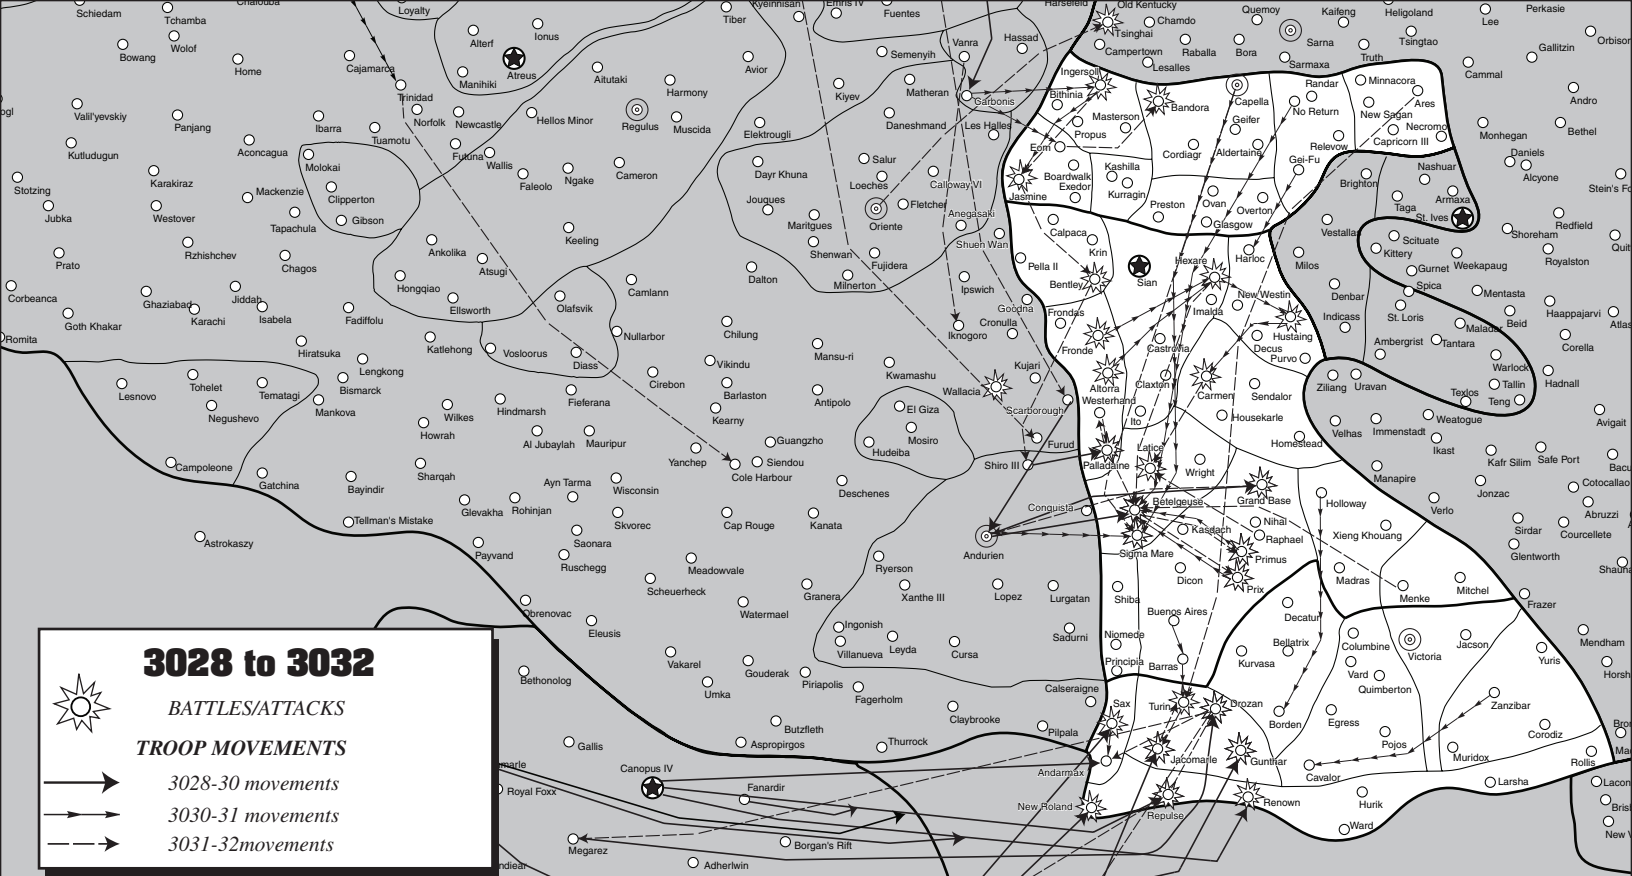 Schiedam
Tchamba
Chalouba
Loyalty
Tiber
Kyeinnisan
Emris IV
Fuentes
Harsefeld
Old Kentucky
Quemoy
Kaifeng
Heligoland
Lee
Perkasie
Bowang
Wolof
Home
Cajamarca
Alterf
Ionus
Atreus
Manihiki
Aitutaki
Harmony
Avior
Semenyih
Vanra
Hassad
Tsinghai
Chamdo
Campertown
Raballa
Bora
Sarna
Truth
Tsingtao
Gallitzin
Orbisor
Lesalles
Sarmaxa
Cammal
Trinidad
Norfolk
Newcastle
Hellos Minor
Regulus
Muscida
Kiyev
Matheran
Garbonis
Ingersoll
Bithinia
Bandora
Capella
Randar
Minnacora
Ares
Andro
ogl
Valil'yevskiy
Panjang
Ibarra
Tuamotu
Elektrougli
Daneshmand
Les Halles
Masterson
Propus
Geifer
No Return
New Sagan
Necromo
Monhegan
Bethel
Kutludugun
Aconcagua
Molokai
Futuna
Wallis
Cameron
Salur
Eom
Cordiagr
Aldertaine
Relevow
Capricorn III
Daniels
Stotzing
Karakiraz
Mackenzie
Clipperton
Faleolo
Ngake
Dayr Khuna
Loeches
Calloway VI
Jasmine
Boardwalk
Exedor
Kashilla
Kurragin
Gei-Fu
Brighton
Nashuar
Alcyone
Stein's Fo
Jubka
Westover
Tapachula
Gibson
Jouques
Maritgues
Oriente
Fletcher
Anegasaki
Preston
Ovan
Overton
Taga
Armaxa
St. Ives
Redfield
Prato
Rzhishchev
Chagos
Ankolika
Atsugi
Keeling
Shenwan
Fujidera
Shuen Wan
Calpaca
Krin
Glasgow
Vestallas
Scituate
Shoreham
Quit
Dalton
Milnerton
Ipswich
Pella II
Bentley
Sian
Hexare
Harloc
Milos
Kittery
Gurnet
Weekapaug
Royalston
Corbeanca
Ghaziabad
Karachi
Jiddah
Isabela
Hongqiao
Ellsworth
Olafsvik
Camlann
Goodna
Imalda
New Westin
Denbar
Spica
Mentasta
Goth Khakar
Fadiffolu
Chilung
Cronulla
Iknogoro
Frondas
Indicass
St. Loris
Maladar
Beid
Haappajarvi
Atlas
Romita
Hiratsuka
Katlehong
Vosloorus
Nullarbor
Mansu-ri
Fronde
Castrovia
Hustaing
Decus
Purvo
Ambergrist
Tantara
Corella
Lengkong
Diass
Vikindu
Kwamashu
Kujari
Wallacia
Altorra
Claxton
Carmen
Ziliang
Uravan
Warlock
Lesnovo
Tohelet
Tematagi
Bismarck
Fieferana
Cirebon
Barlaston
Antipolo
Westerhand
Sendalor
Texlos
Tallin
Teng
Hadnall
Negushevo
Mankova
Wilkes
Hindmarsh
Kearny
El Giza
Scarborough
Ito
Housekarle
Velhas
Immenstadt
Weatogue
Avigait
Howrah
Al Jubaylah
Mauripur
Guangzho
Mosiro
Hudeiba
Furud
Latice
Homestead
Ikast
Campoleone
Gatchina
Bayindir
Sharqah
Yanchep
Cole Harbour
Siendou
Shiro III
Palladaine
Wright
Manapire
Kafr Silim
Safe Port
Bacu
Ayn Tarma
Wisconsin
Deschenes
Grand Base
Holloway
Jonzac
Cotocallao
Glevakha
Rohinjan
Skvorec
Cap Rouge
Kanata
Conquista
Betelgeuse
Verlo
Abruzzi
Tellman's Mistake
Saonara
Kasdach
Nihal
Raphael
Xieng Khouang
Sirdar
Courcellete
Astrokaszy
Payvand
Ruschegg
Meadowvale
Ryerson
Andurien
Sigma Mare
Primus
Glentworth
Shauna
Scheuerheck
Granera
Xanthe III
Lopez
Lurgatan
Shiba
Dicon
Prix
Madras
Menke
Mitchel
Obrenovac
Watermael
Buenos Aires
Decatur
Frazer
Eleusis
Ingonish
Villanueva
Leyda
Cursa
Sadurni
Niomede
Bellatrix
Columbine
Victoria
Jacson
Mendham
3028 to 3032
Vakarel
Gouderak
Principia
Barras
Kurvasa
Vard
Quimberton
Yuris
Horsh
Bethonolog
Umka
Piriapolis
Fagerholm
Calseraigne
BATTLES/ATTACKS
Butzfleth
Claybrooke
Sax
Turin
Drozan
Borden
Egress
Zanzibar
TROOP MOVEMENTS
Gallis
Aspropirgos
Thurrock
Pilpala
Jacomarle
Gunthar
Pojos
Muridox
Corodiz
3028-30 movements
marle
Canopus IV
Andarmax
Cavalor
Rollis
Royal Foxx
Fanardir
New Roland
Repulse
Renown
Hurik
Larsha
Lacon
3030-31 movements
Ward
Bris
New V
3031-32movements
Megarez
Borgan's Rift
ndiear
Adherlwin